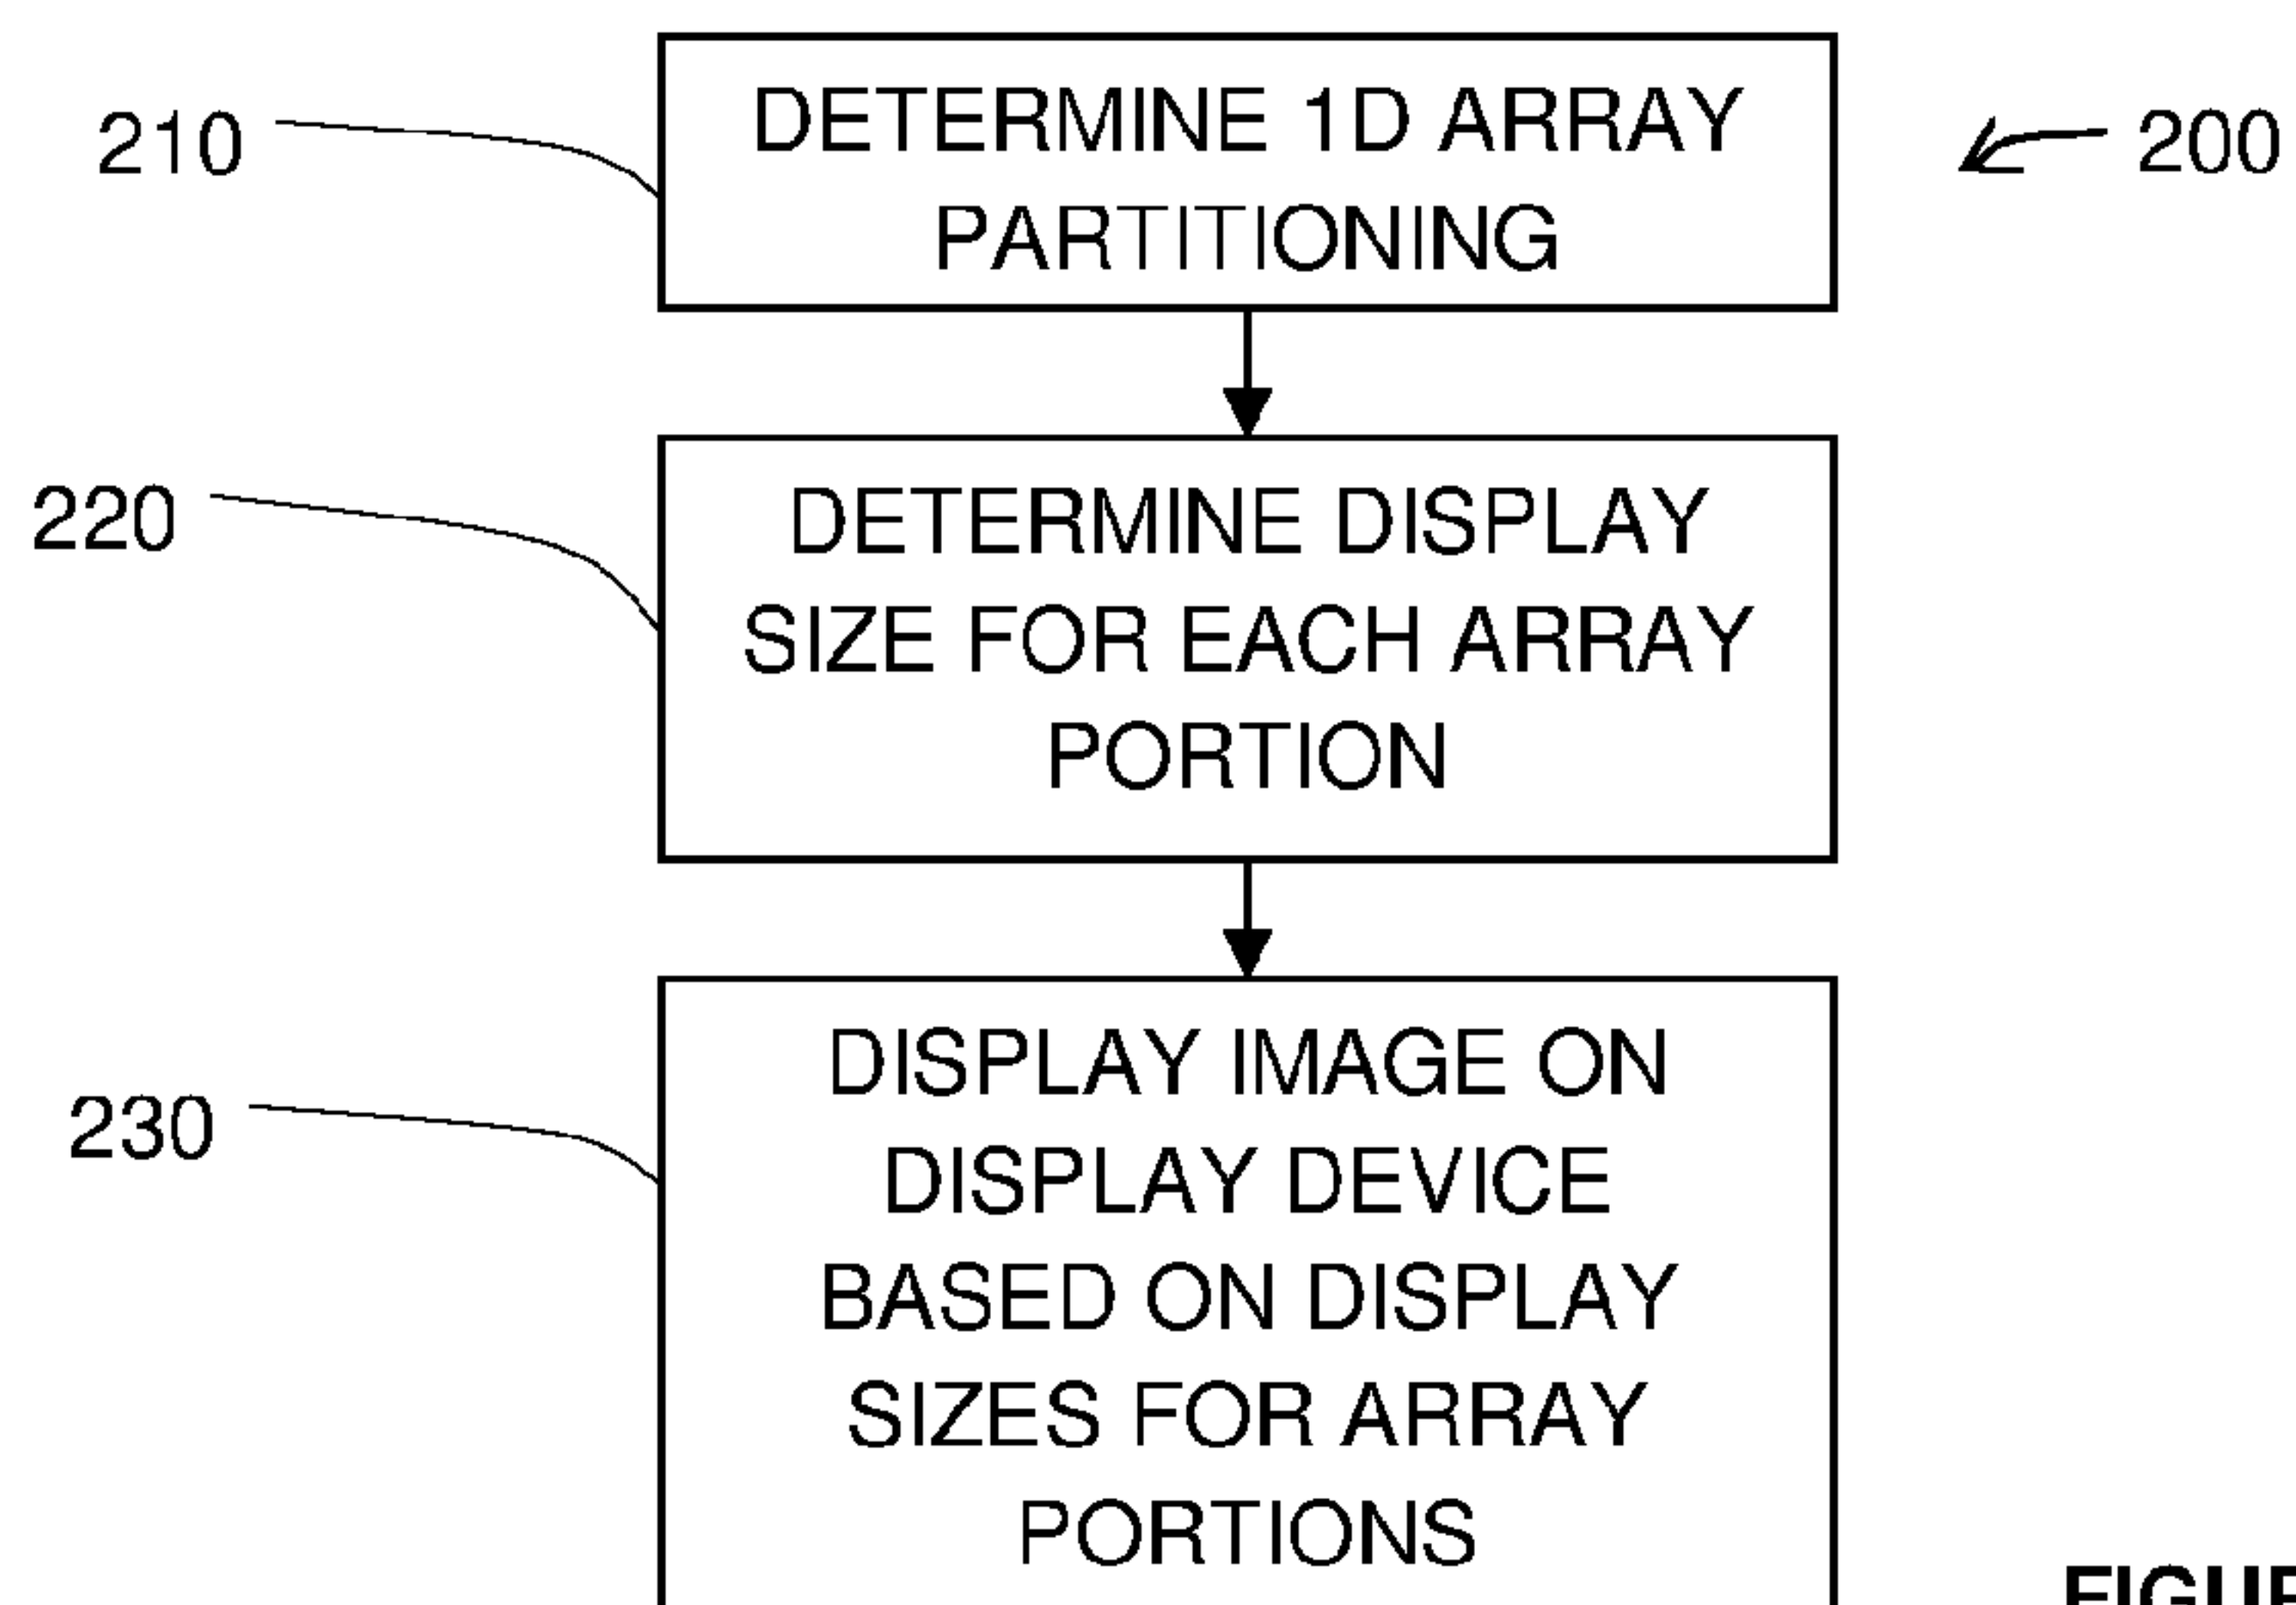 210
DETERMINE 1D ARRAY
PARTITIONING
200
220
DETERMINE DISPLAY
SIZE FOR EACH ARRAY
PORTION
230
DISPLAY IMAGE ON
DISPLAY DEVICE
BASED ON DISPLAY
SIZES FOR ARRAY
PORTIONS